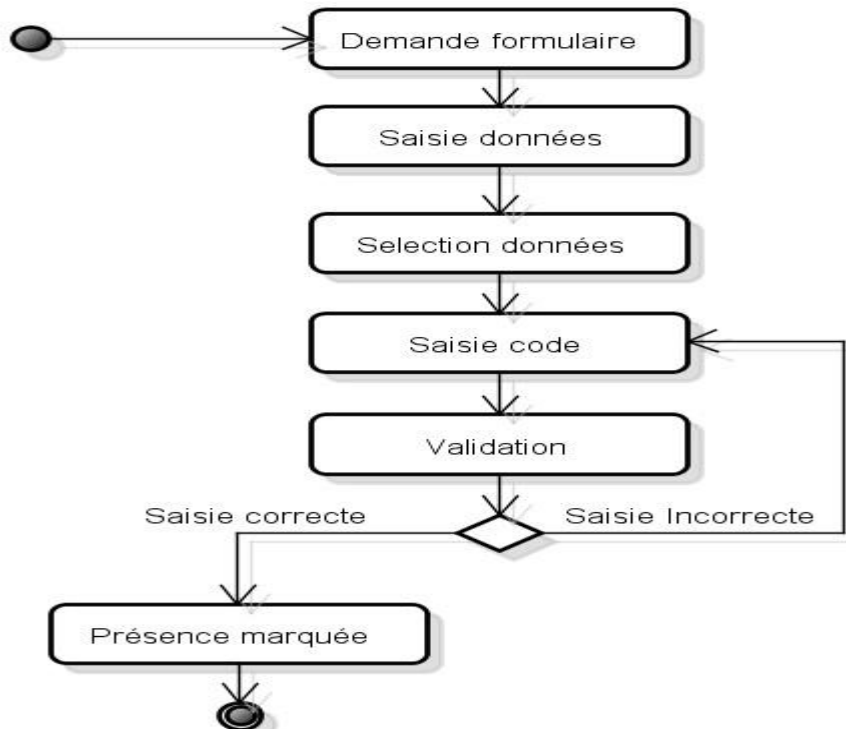 Demande formulaire
Saisie données
Selection données
Saisie code
Validation
Saisie correcte
Saisie Incorrecte
Présence marquée